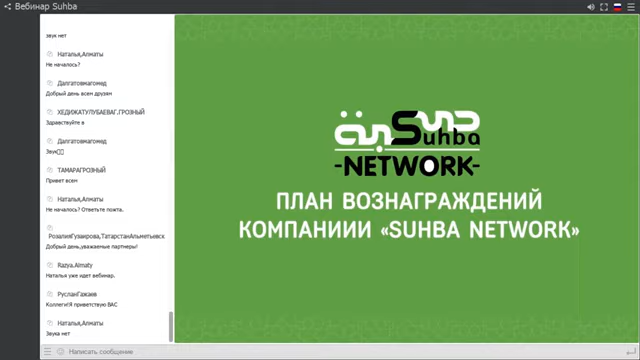 Вебинар Suhba
звук нет
Наталья,Алматы
Не началось?
Далгатовмагомед
Добрый день всем друзям
ХЕДИЖАТУЛУБАЕВАГ.ГРОЗНЫЙ
Здравствуйте в
Далгатовмагомед
Звук
ТАМАРАГРОЗНЫЙ
Привет всем
Наталья,Алматы
Не началось? Ответьте пожта.
РозалияГузаирова,ТатарстанАльметьевск
Добрый день,уважаемые партнеры!
Razya.Almaty
Наталья уже идет вебинар.
РусланГажаев
Коллеги!Я приветствую ВАС
Наталья,Алматы
Звука нет
Написать сообщение
Suhba
-NETWORK-
ПЛАН ВОЗНАГРАЖДЕНИЙ
КОМПАНИИИ «SUHBA NETWORK»